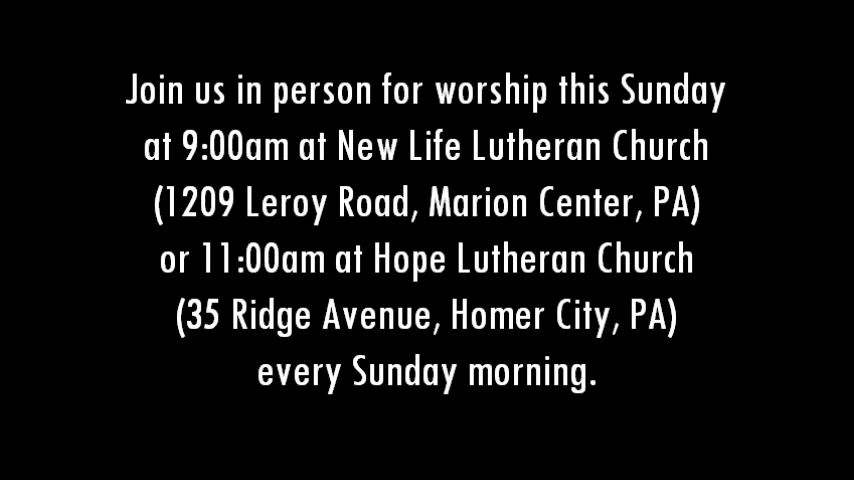 Join us in person for worship this Sunday
at 9:00am at New Life Lutheran Church
(1209 Leroy Road, Marion Center, PA)
or 11:00am at Hope Lutheran Church
(35 Ridge Avenue, Homer City, PA)
every Sunday morning.